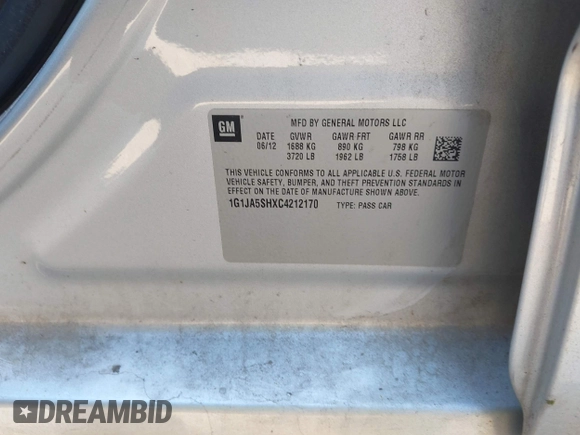 GM
MFD BY GENERAL MOTORS LLC
DATE GVWR GAWR FRT GAWR RR
06/12 1688 KG 890 KG 798 KG
3720 LB 1962 LB 1758 LB
THIS VEHICLE CONFORMS TO ALL APPLICABLE U.S. FEDERAL MOTOR
VEHICLE SAFETY, BUMPER, AND THEFT PREVENTION STANDARDS IN
EFFECT ON THE DATE OF MANUFACTURE SHOWN ABOVE.
1G1JA5SHXC4212170 TYPE: PASS CAR
DREAMBID